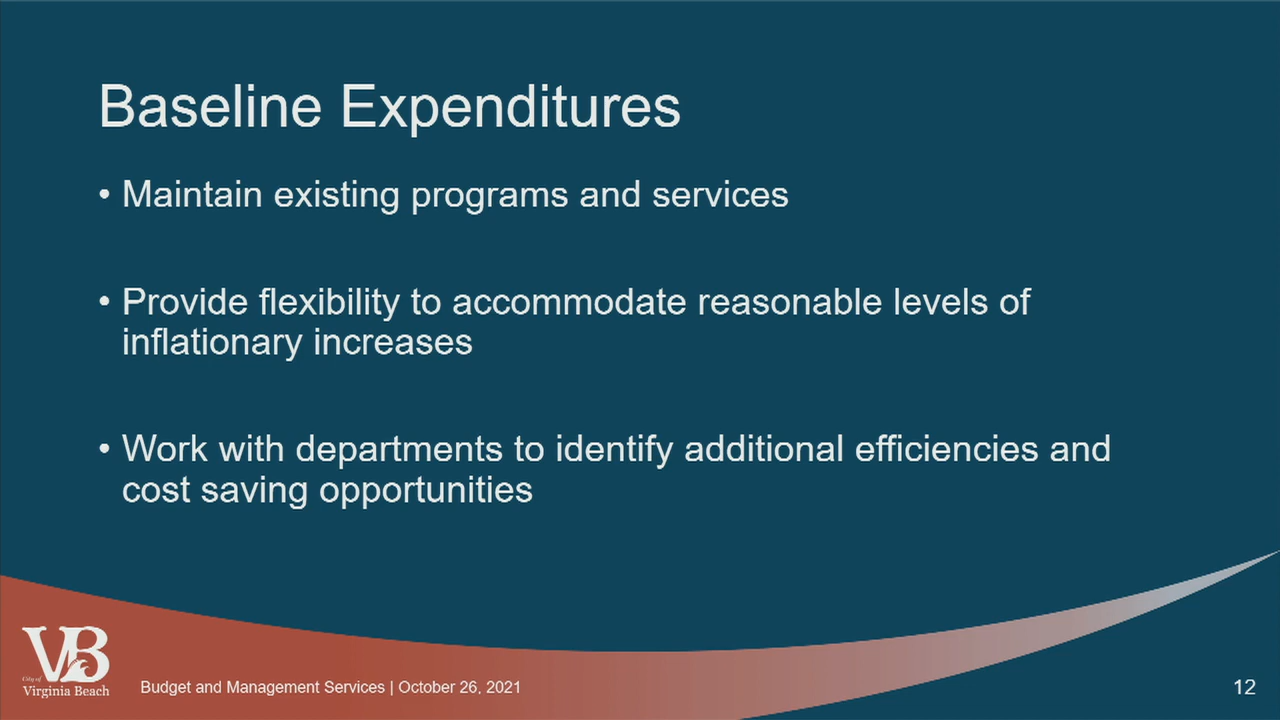 Baseline Expenditures
• Maintain existing programs and services
• Provide flexibility to accommodate reasonable levels of
inflationary increases
• Work with departments to identify additional efficiencies and
cost saving opportunities
VB
City of
Virginia Beach
Budget and Management Services | October 26, 2021
12